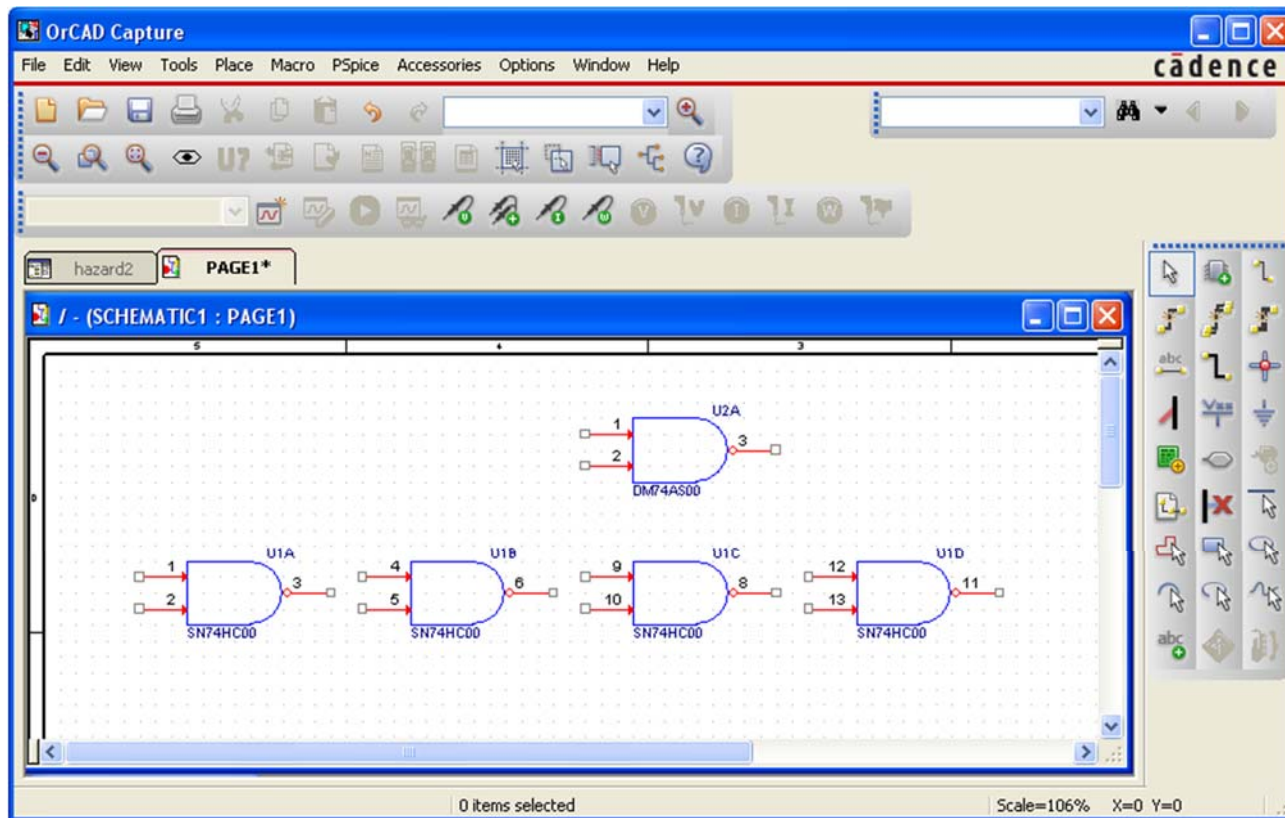 OrCAD Capture
File Edit View Tools Place Macro PSpice Accessories Options Window Help
cādence
U?
V I W
hazard2 PAGE1*
/ - (SCHEMATIC1 : PAGE1)
5 4 3
D
U2A
1
2
3
DM74AS00
U1A U1B U1C U1D
1 4 9 12
3 6 8 11
2 5 10 13
SN74HC00 SN74HC00 SN74HC00 SN74HC00
abc
abc
0 items selected Scale=106% X=0 Y=0